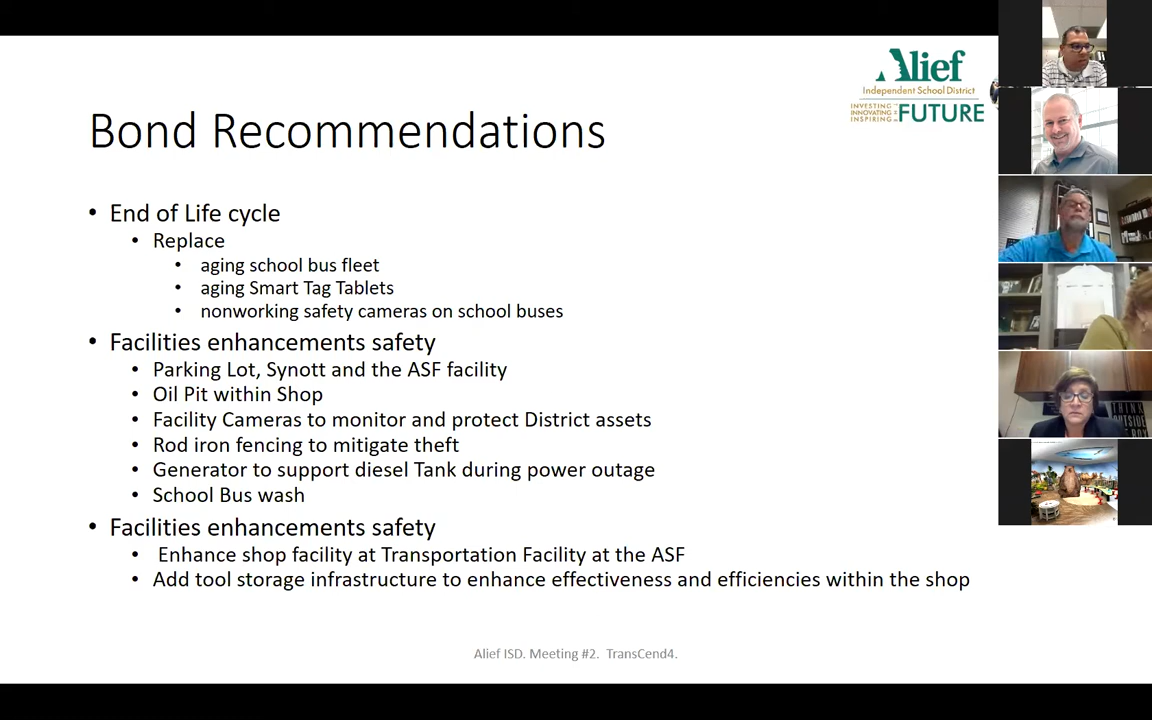 Alief
Independent School District
INVESTING
INNOVATING
INSPIRING
FUTURE
Bond Recommendations
• End of Life cycle
• Replace
• aging school bus fleet
• aging Smart Tag Tablets
• nonworking safety cameras on school buses
• Facilities enhancements safety
• Parking Lot, Synott and the ASF facility
• Oil Pit within Shop
• Facility Cameras to monitor and protect District assets
• Rod iron fencing to mitigate theft
• Generator to support diesel Tank during power outage
• School Bus wash
• Facilities enhancements safety
• Enhance shop facility at Transportation Facility at the ASF
• Add tool storage infrastructure to enhance effectiveness and efficiencies within the shop
Alief ISD. Meeting #2. TransCend4.
THINK
OUTSIDE